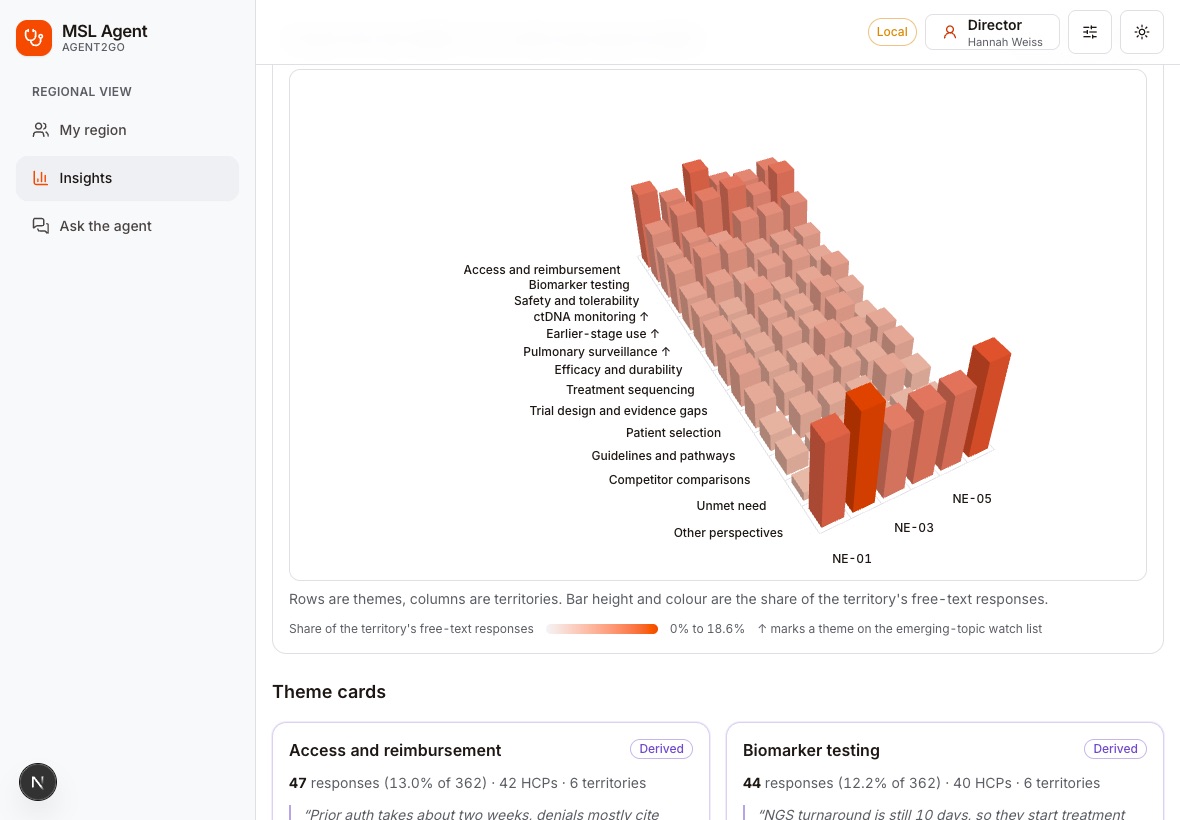 MSL Agent
AGENT2GO
REGIONAL VIEW
My region
Insights
Ask the agent
Local
Director
Hannah Weiss
Access and reimbursement
Biomarker testing
Safety and tolerability
ctDNA monitoring ↑
Earlier-stage use ↑
Pulmonary surveillance ↑
Efficacy and durability
Treatment sequencing
Trial design and evidence gaps
Patient selection
Guidelines and pathways
Competitor comparisons
Unmet need
Other perspectives
NE-05
NE-03
NE-01
Rows are themes, columns are territories. Bar height and colour are the share of the territory's free-text responses.
Share of the territory's free-text responses 0% to 18.6% ↑ marks a theme on the emerging-topic watch list
Theme cards
Access and reimbursement Derived
47 responses (13.0% of 362) · 42 HCPs · 6 territories
“Prior auth takes about two weeks, denials mostly cite
Biomarker testing Derived
44 responses (12.2% of 362) · 40 HCPs · 6 territories
“NGS turnaround is still 10 days, so they start treatment
N